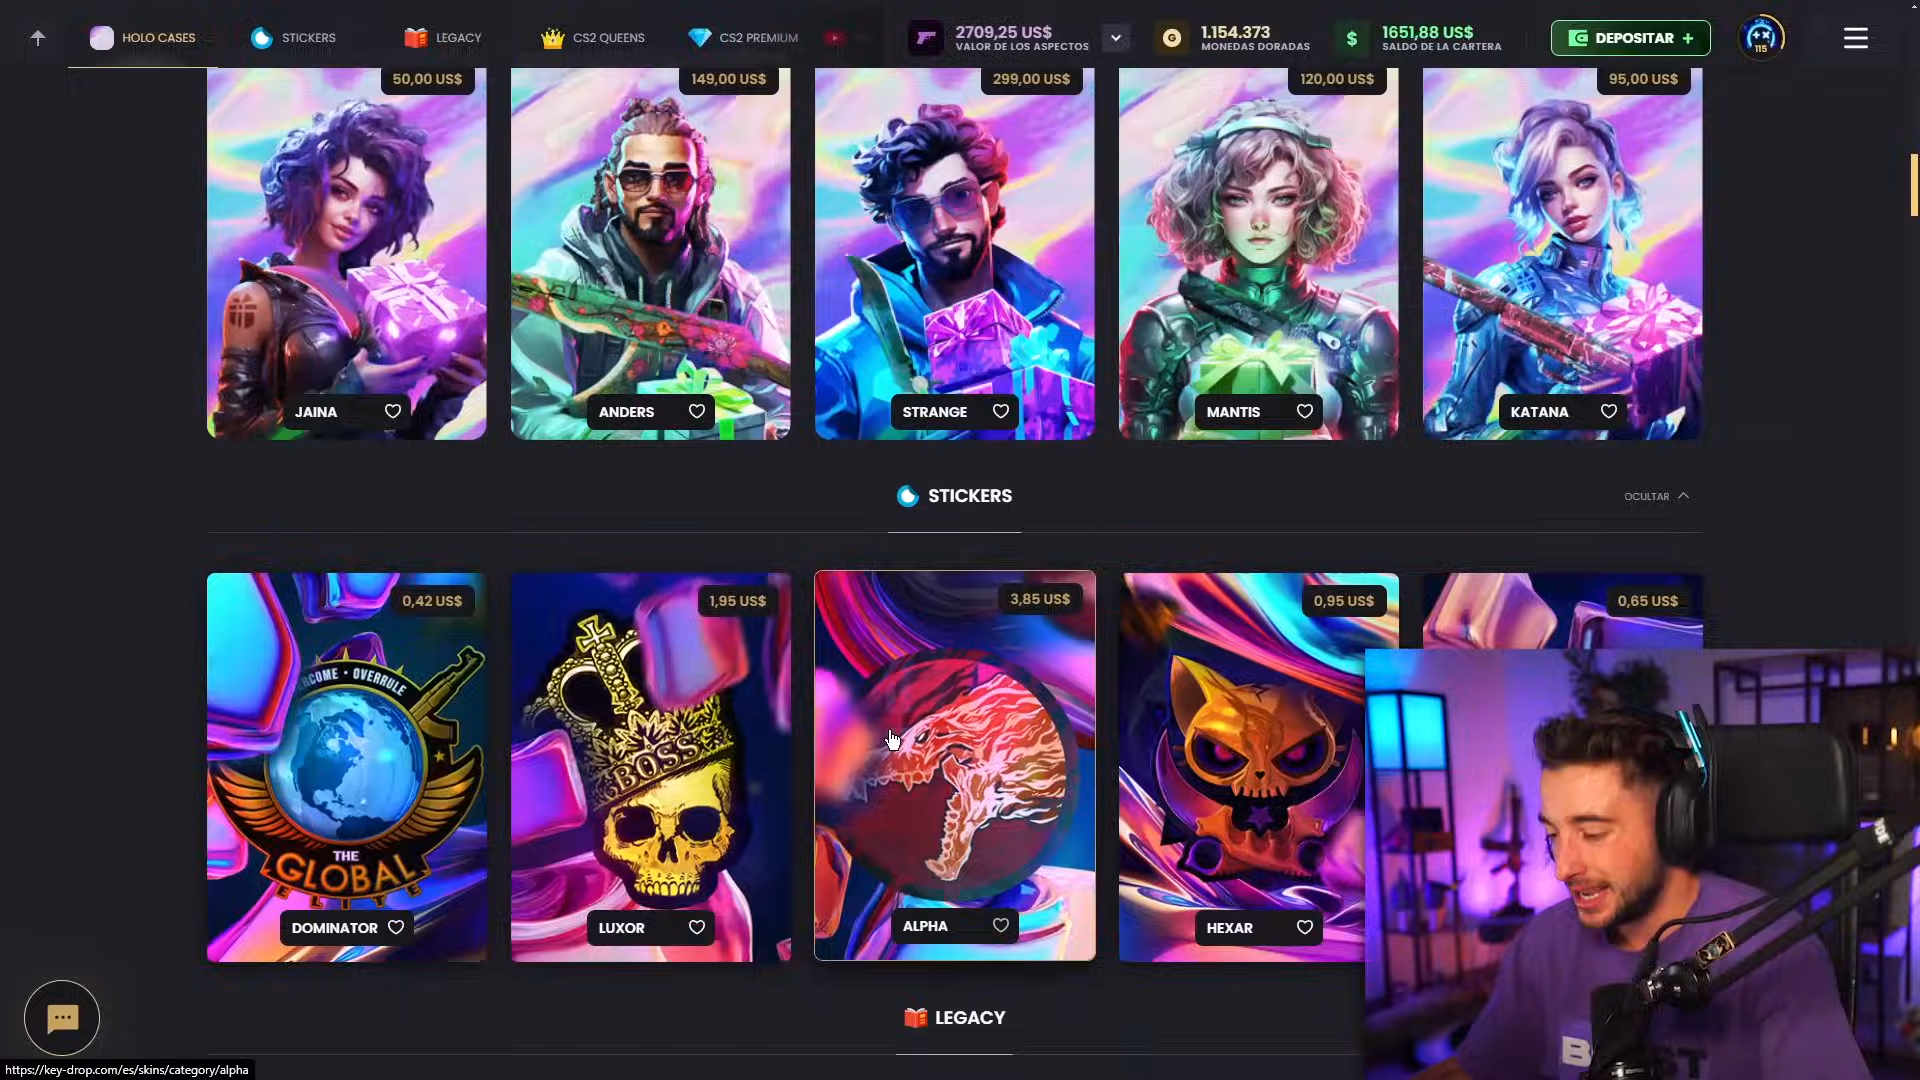 HOLO CASES
STICKERS
LEGACY
CS2 QUEENS
CS2 PREMIUM
2709,25 US$
VALOR DE LOS ASPECTOS
1.154.373
MONEDAS DORADAS
1651,88 US$
SALDO DE LA CARTERA
DEPOSITAR +
115
50,00 US$
149,00 US$
299,00 US$
120,00 US$
95,00 US$
JAINA
ANDERS
STRANGE
MANTIS
KATANA
STICKERS
OCULTAR
0,42 US$
1,95 US$
3,85 US$
0,95 US$
0,65 US$
RCOME • OVERRULE
THE
GLOBAL
ELITE
BOSS
DOMINATOR
LUXOR
ALPHA
HEXAR
LEGACY
https://key-drop.com/es/skins/category/alpha